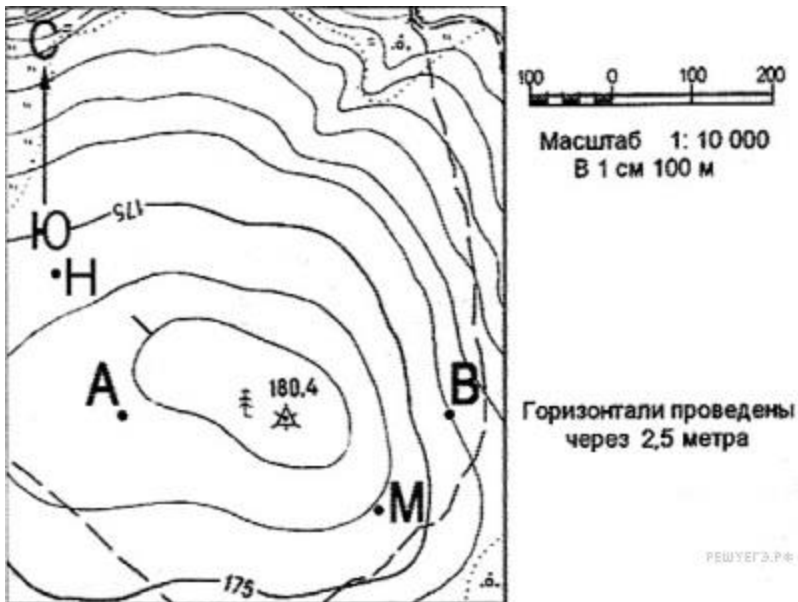 С
175
Ю
Н
А
180.4
В
М
175
100 0 100 200
Масштаб 1: 10 000
В 1 см 100 м
Горизонтали проведены
через 2,5 метра
РЕШУЕГЭ.РФ